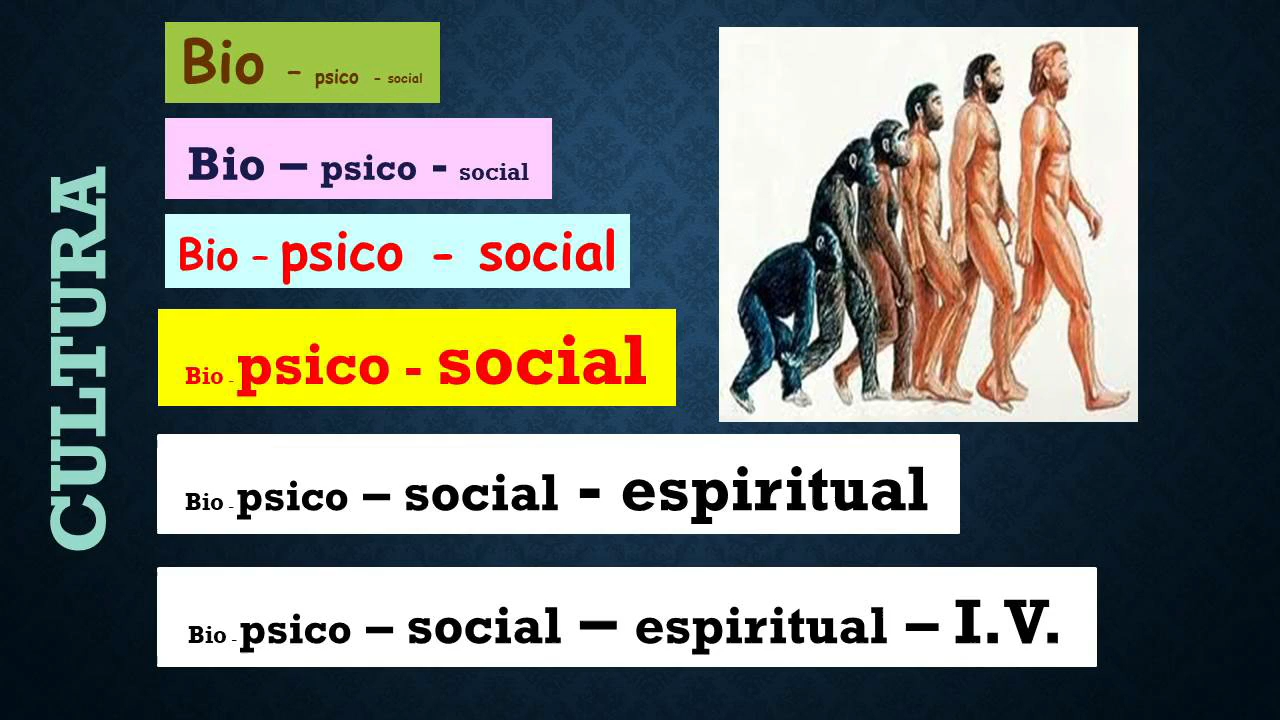 CULTURA
Bio – psico - social
Bio – psico - social
Bio – psico - social
Bio - psico - social
Bio - psico – social - espiritual
Bio - psico – social – espiritual – I.V.